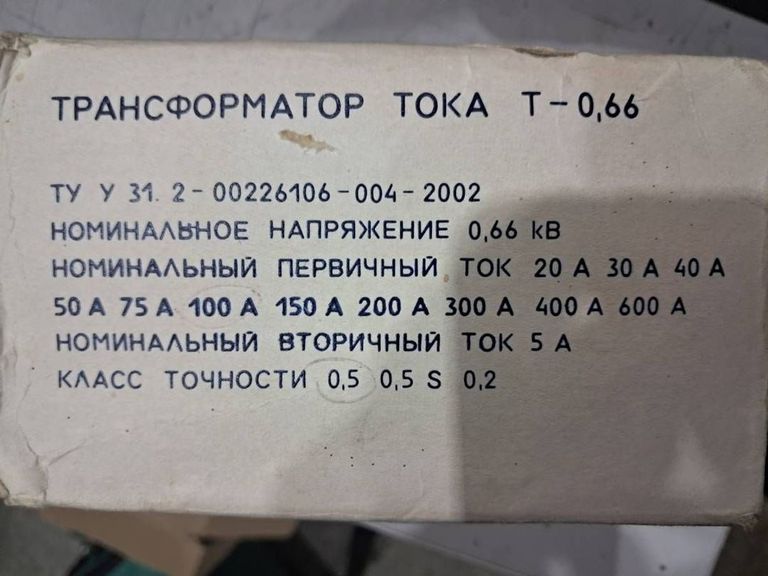 ТРАНСФОРМАТОР ТОКА Т-0,66
ТУ У 31. 2-00226106-004-2002
НОМИНАЛЬНОЕ НАПРЯЖЕНИЕ 0,66 kВ
НОМИНАЛЬНЫЙ ПЕРВИЧНЫЙ ТОК 20 А 30 А 40 А
50 А 75 А 100 А 150 А 200 А 300 А 400 А 600 А
НОМИНАЛЬНЫЙ ВТОРИЧНЫЙ ТОК 5 А
КЛАСС ТОЧНОСТИ 0,5 0,5 S 0,2